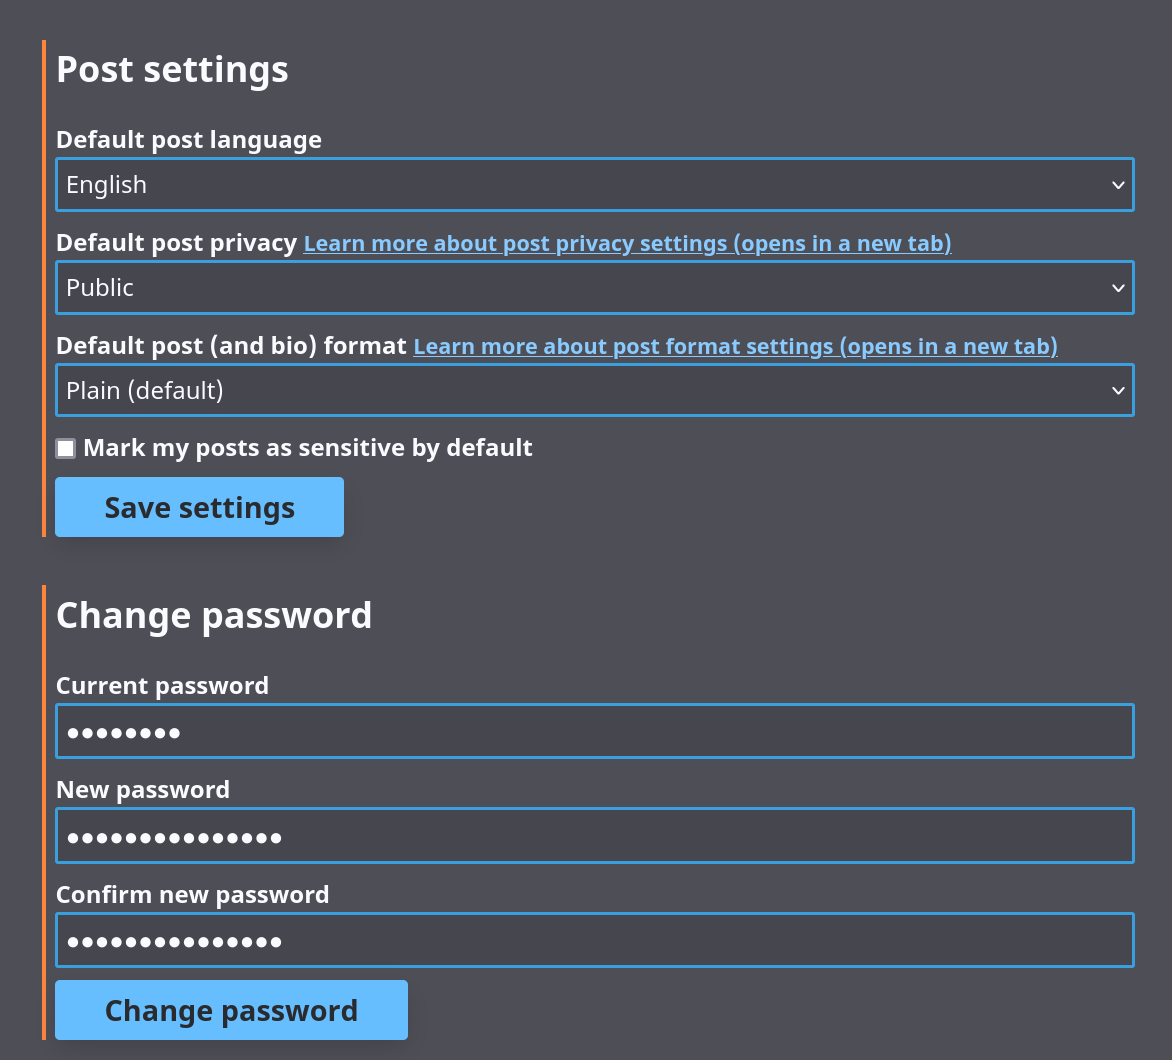 Post settings
Default post language
English
Default post privacy Learn more about post privacy settings (opens in a new tab)
Public
Default post (and bio) format Learn more about post format settings (opens in a new tab)
Plain (default)
Mark my posts as sensitive by default
Save settings
Change password
Current password
••••••••
New password
•••••••••••••••
Confirm new password
•••••••••••••••
Change password